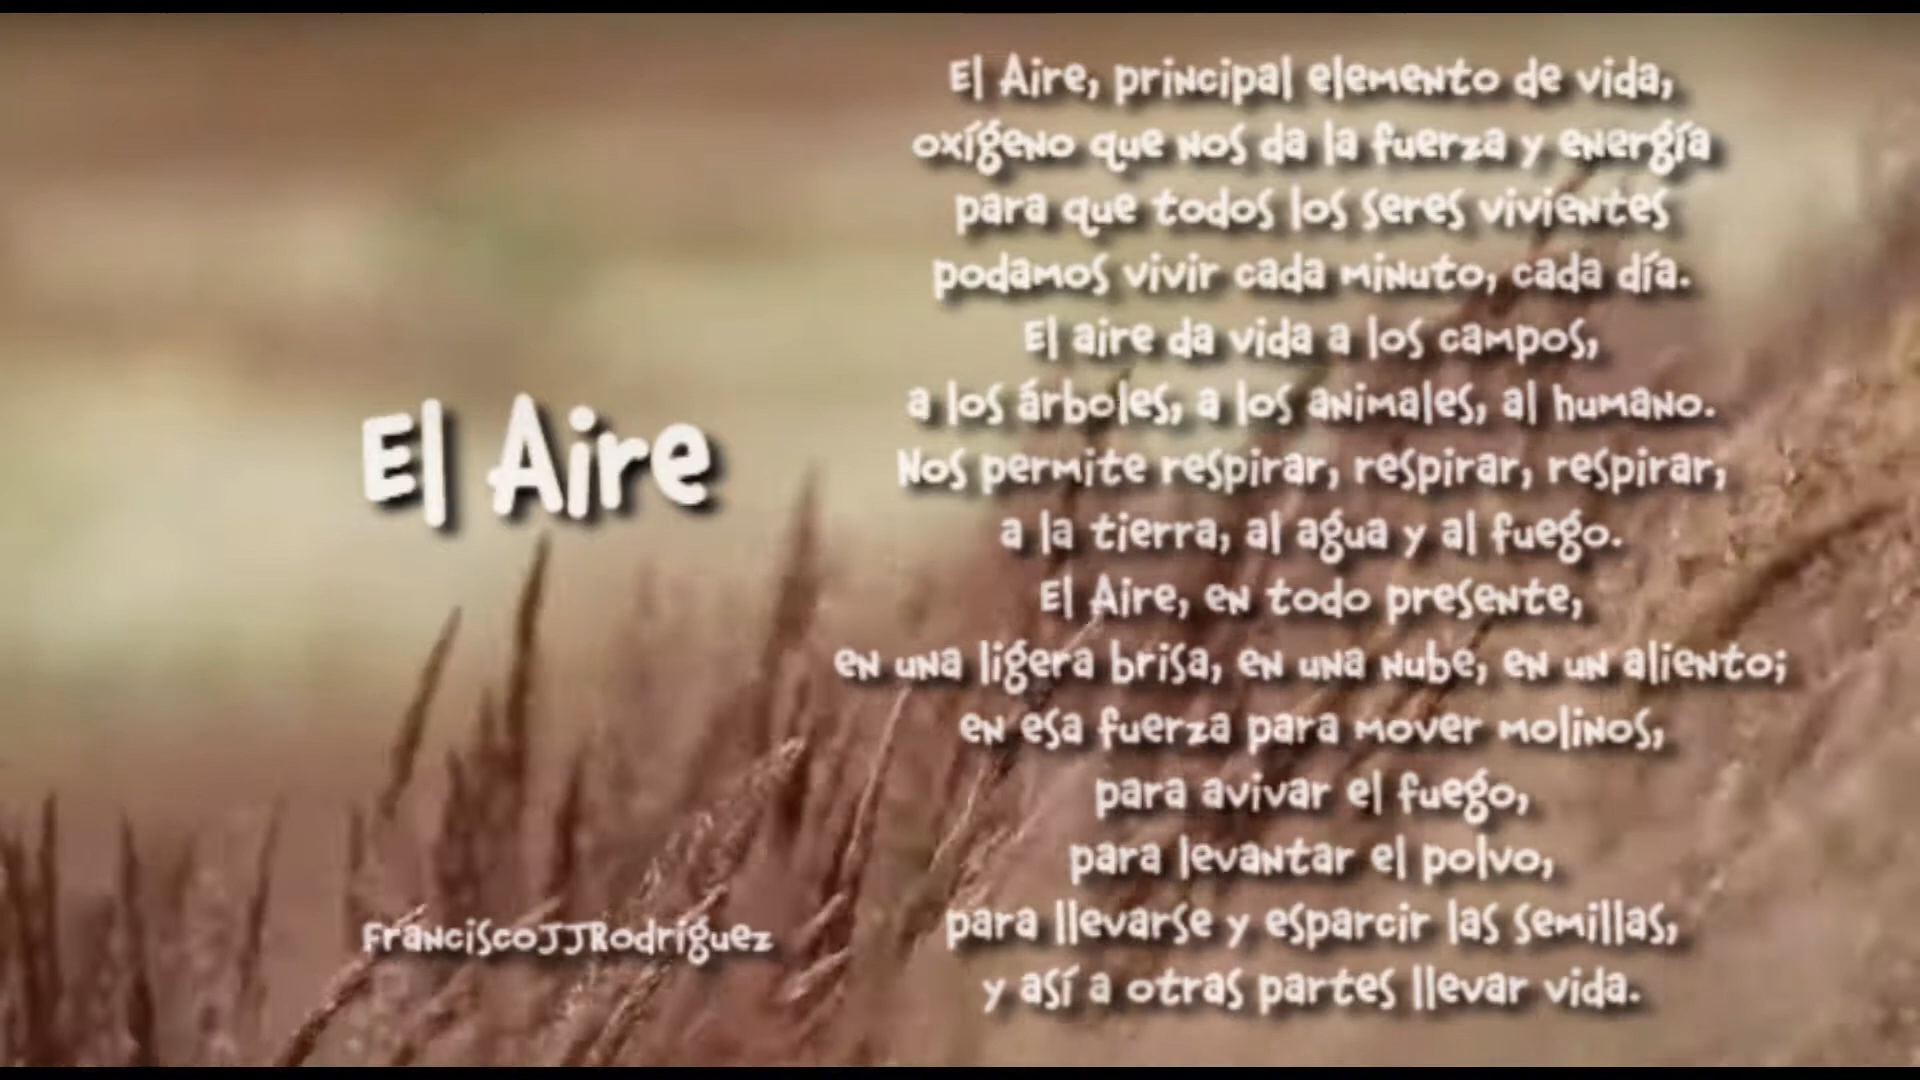 El Aire
El Aire, principal elemento de vida,
oxígeno que nos da la fuerza y energía
para que todos los seres vivientes
podamos vivir cada minuto, cada día.
El aire da vida a los campos,
a los árboles, a los animales, al humano.
Nos permite respirar, respirar, respirar,
a la tierra, al agua y al fuego.
El Aire, en todo presente,
en una ligera brisa, en una nube, en un aliento;
en esa fuerza para mover molinos,
para avivar el fuego,
para levantar el polvo,
para llevarse y esparcir las semillas,
y así a otras partes llevar vida.
FranciscoJJRodríguez